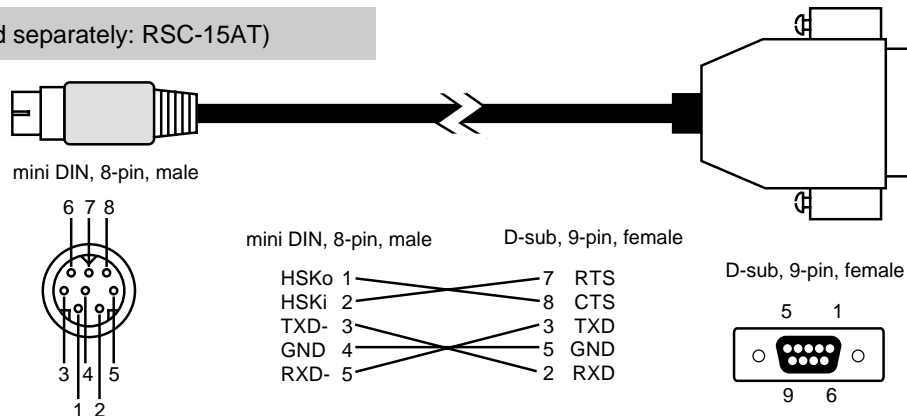 d separately: RSC-15AT)
mini DIN, 8-pin, male
6 7 8
3 4 5
1 2
mini DIN, 8-pin, male D-sub, 9-pin, female
HSKo 1 7 RTS
HSKi 2 8 CTS
TXD- 3 3 TXD
GND 4 5 GND
RXD- 5 2 RXD
D-sub, 9-pin, female
5 1
9 6